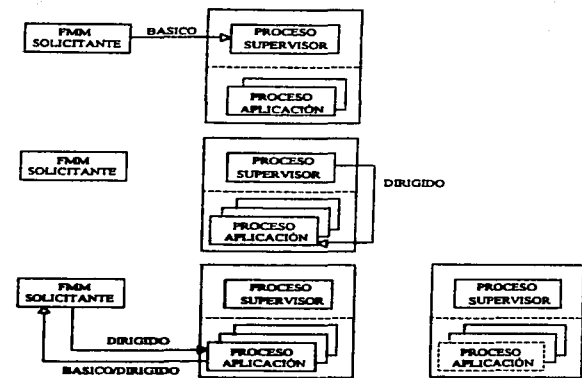 FMM
SOLICITANTE
BASICO
PROCESO
SUPERVISOR
PROCESO
APLICACIÓN
FMM
SOLICITANTE
PROCESO
SUPERVISOR
DIRIGIDO
PROCESO
APLICACIÓN
FMM
SOLICITANTE
PROCESO
SUPERVISOR
DIRIGIDO
PROCESO
APLICACIÓN
BASICO/DIRIGIDO
PROCESO
SUPERVISOR
PROCESO
APLICACIÓN